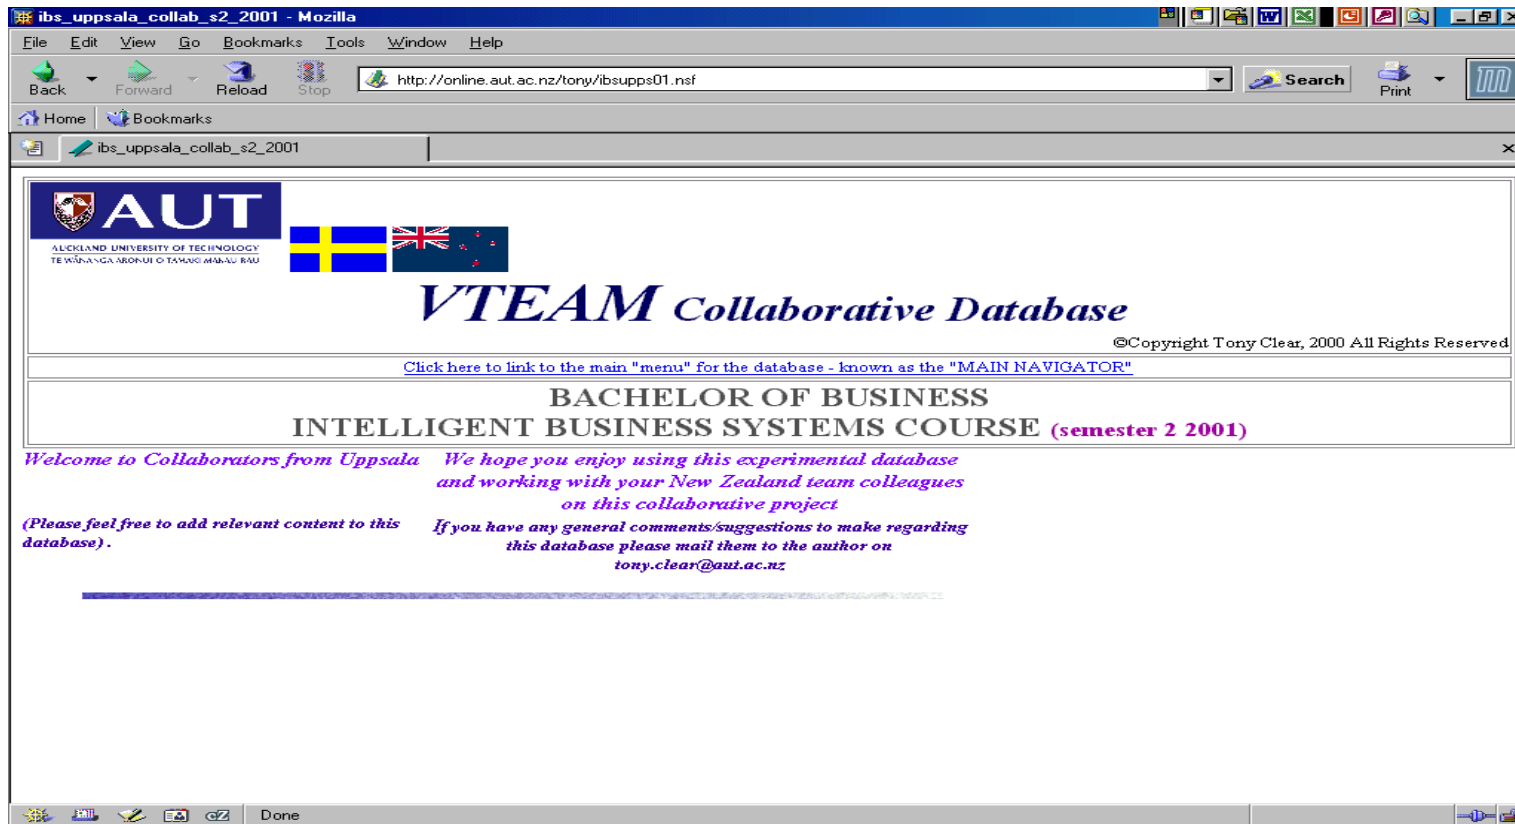 ibs_uppsala_collab_s2_2001 - Mozilla
File Edit View Go Bookmarks Tools Window Help
Back Forward Reload Stop http://online.aut.ac.nz/tony/ibsupps01.nsf Search Print
Home Bookmarks
ibs_uppsala_collab_s2_2001
AUT
AUCKLAND UNIVERSITY OF TECHNOLOGY
TE WĀNANGA ARONUI O TAMAKI MAKAU RAU
VTEAM Collaborative Database
©Copyright Tony Clear, 2000 All Rights Reserved
Click here to link to the main "menu" for the database - known as the "MAIN NAVIGATOR"
BACHELOR OF BUSINESS
INTELLIGENT BUSINESS SYSTEMS COURSE (semester 2 2001)
Welcome to Collaborators from Uppsala
We hope you enjoy using this experimental database
and working with your New Zealand team colleagues
on this collaborative project
(Please feel free to add relevant content to this
database) .
If you have any general comments/suggestions to make regarding
this database please mail them to the author on
tony.clear@aut.ac.nz
Done